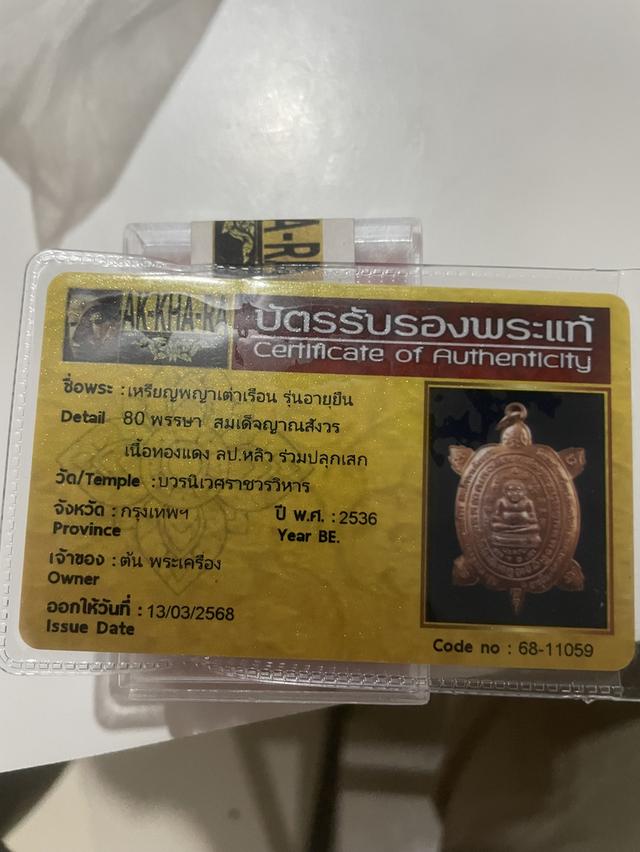 A-RA
AK-KHA-RA
บัตรรับรองพระแท้
Certificate of Authenticity
ชื่อพระ : เหรียญพญาเต่าเรือน รุ่นอายุยืน
Detail 80 พรรษา สมเด็จญาณสังวร
เนื้อทองแดง ลป.หลิว ร่วมปลุกเสก
วัด/Temple : บวรนิเวศราชวรวิหาร
จังหวัด : กรุงเทพฯ ปี พ.ศ. : 2536
Province Year BE.
เจ้าของ : ต้น พระเครื่อง
Owner
ออกให้วันที่ : 13/03/2568
Issue Date
Code no : 68-11059